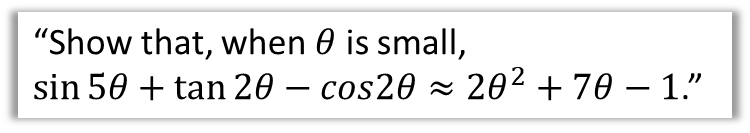 “Show that, when θ is small,
sin 5θ + tan 2θ − cos2θ ≈ 2θ² + 7θ − 1.”